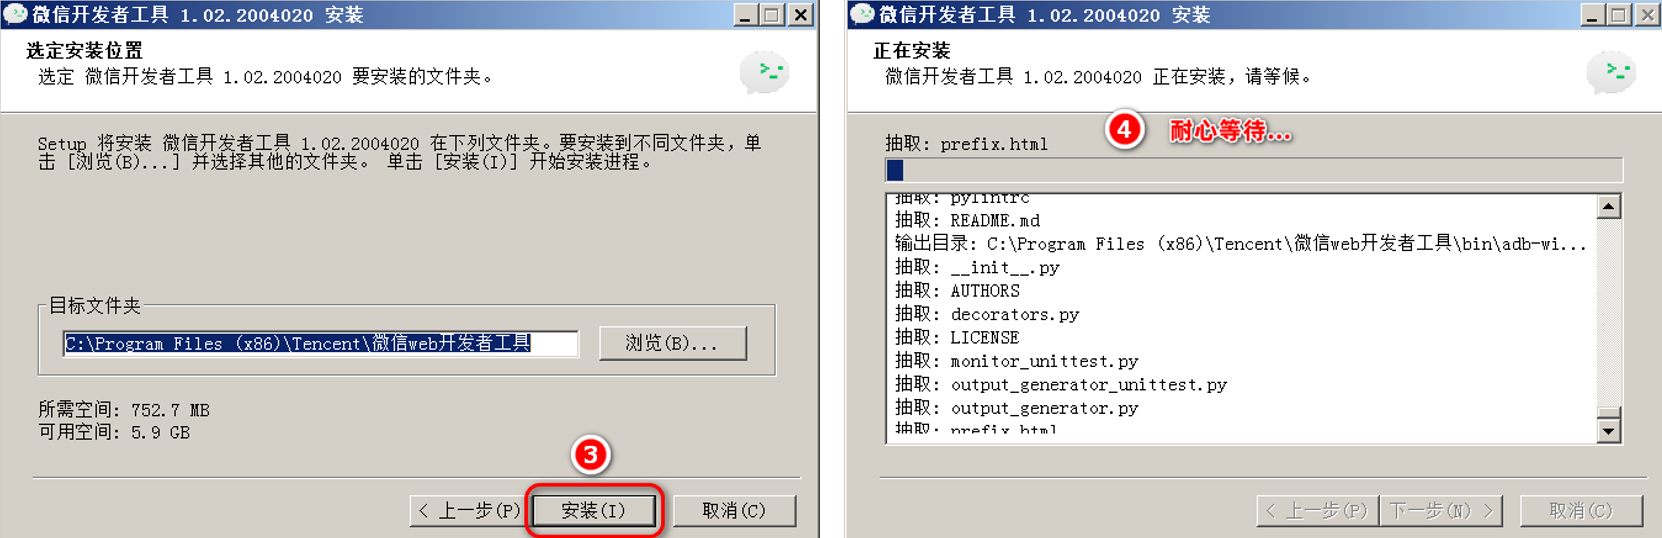 微信开发者工具 1.02.2004020 安装
选定安装位置
选定 微信开发者工具 1.02.2004020 要安装的文件夹。
Setup 将安装 微信开发者工具 1.02.2004020 在下列文件夹。要安装到不同文件夹，单
击 [浏览(B)...] 并选择其他的文件夹。 单击 [安装(I)] 开始安装进程。
目标文件夹
C:\Program Files (x86)\Tencent\微信web开发者工具
浏览(B)...
所需空间: 752.7 MB
可用空间: 5.9 GB
3
< 上一步(P)
安装(I)
取消(C)
微信开发者工具 1.02.2004020 安装
正在安装
微信开发者工具 1.02.2004020 正在安装，请等候。
4 耐心等待...
抽取: prefix.html
抽取: pylintrc
抽取: README.md
输出目录: C:\Program Files (x86)\Tencent\微信web开发者工具\bin\adb-wi...
抽取: __init__.py
抽取: AUTHORS
抽取: decorators.py
抽取: LICENSE
抽取: monitor_unittest.py
抽取: output_generator_unittest.py
抽取: output_generator.py
抽取: prefix.html
< 上一步(P)
下一步(N) >
取消(C)